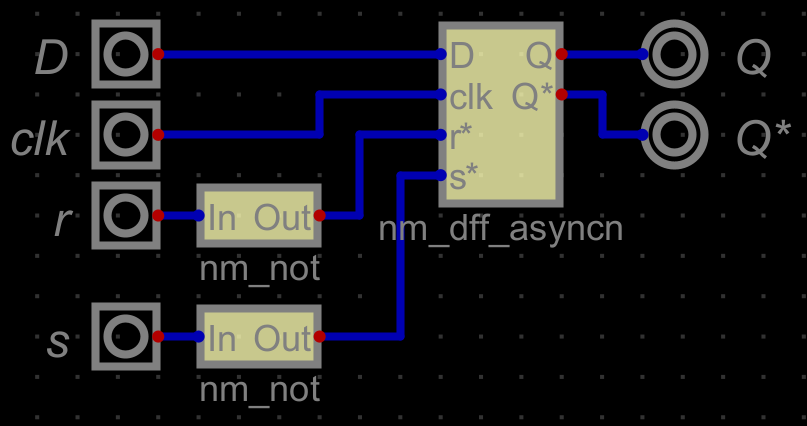 D
D Q
Q
clk
clk Q*
Q*
r*
s*
r
In Out
nm_dff_asyncn
nm_not
s
In Out
nm_not